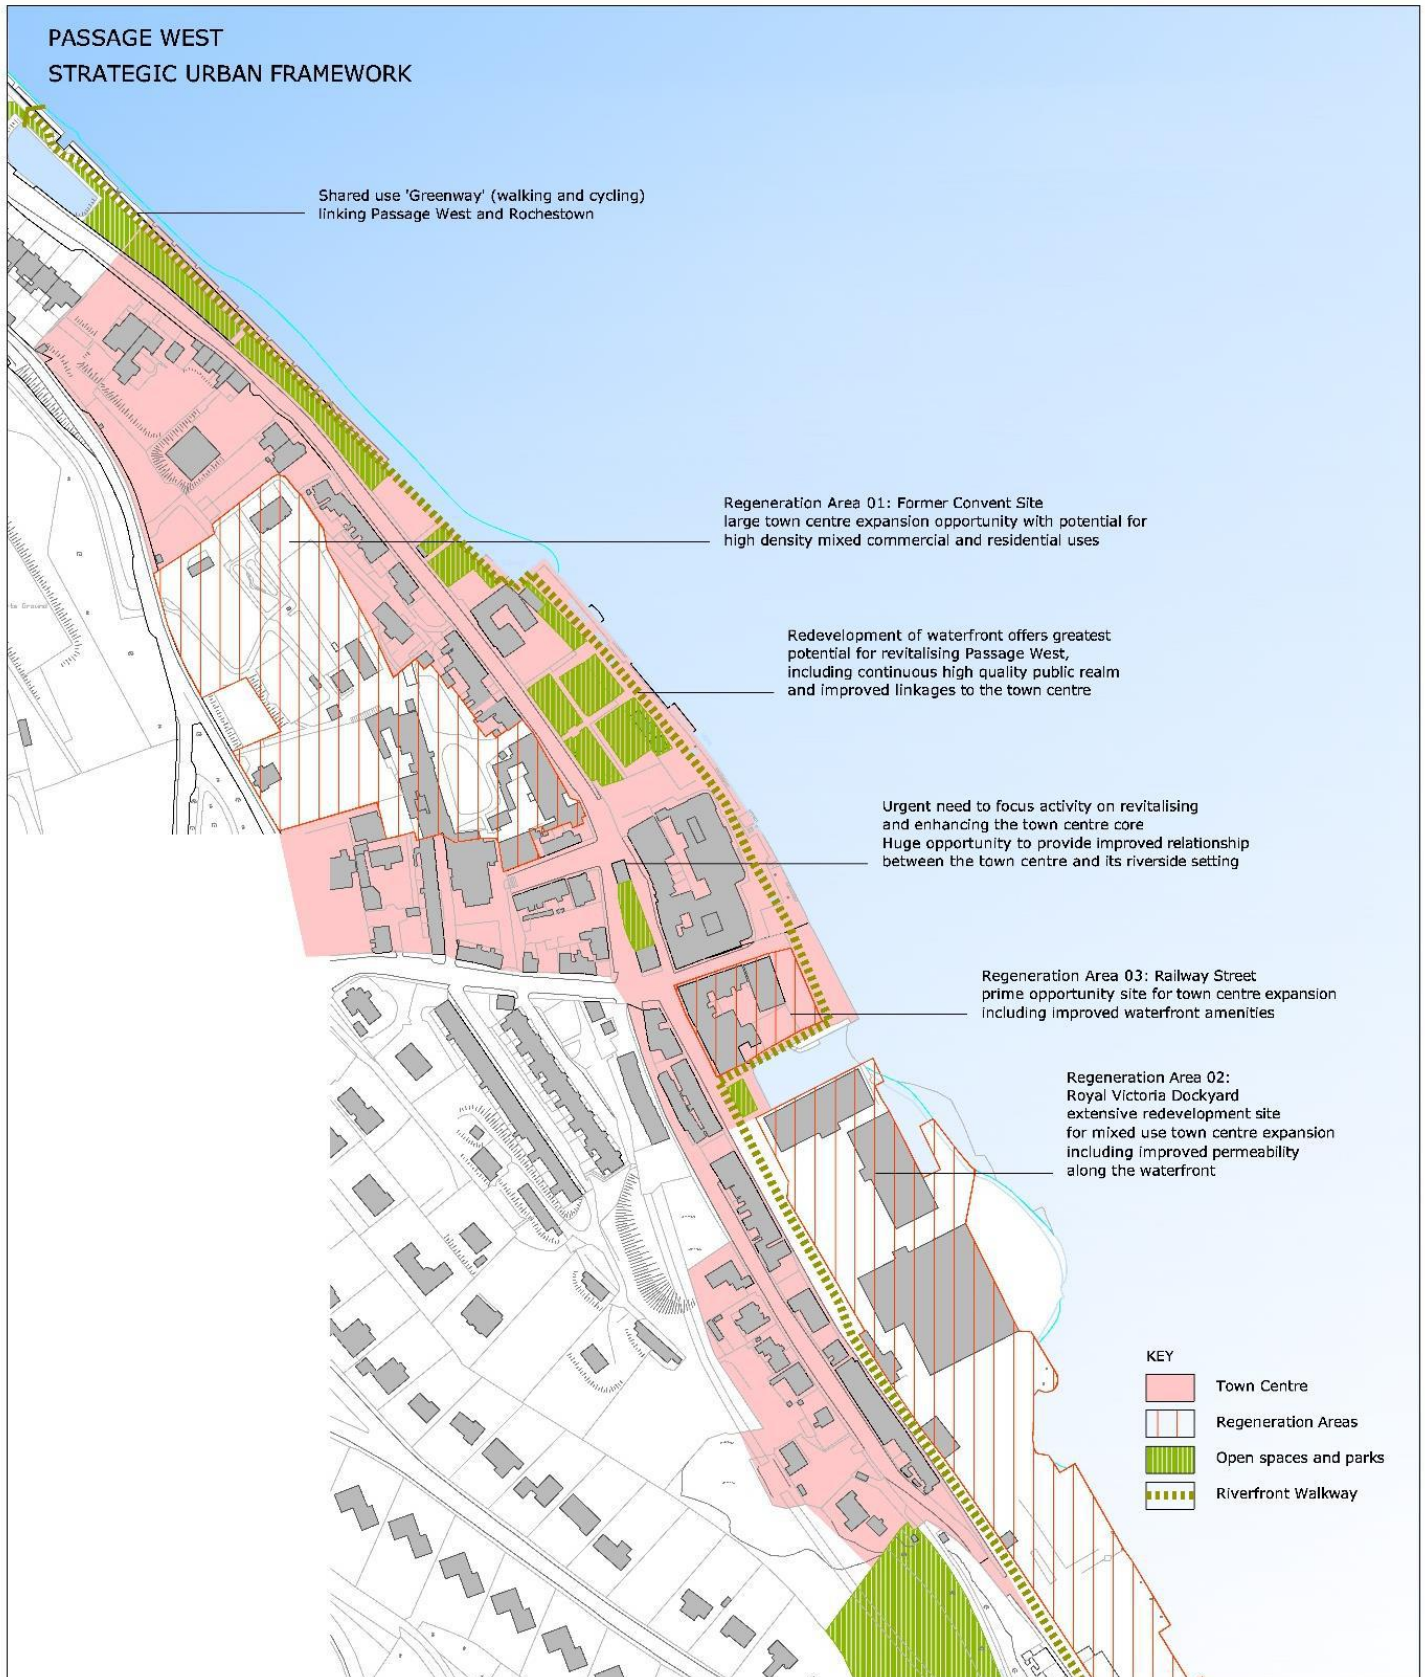 PASSAGE WEST
STRATEGIC URBAN FRAMEWORK
Shared use 'Greenway' (walking and cycling)
linking Passage West and Rochestown
Regeneration Area 01: Former Convent Site
large town centre expansion opportunity with potential for
high density mixed commercial and residential uses
Redevelopment of waterfront offers greatest
potential for revitalising Passage West,
including continuous high quality public realm
and improved linkages to the town centre
Urgent need to focus activity on revitalising
and enhancing the town centre core
Huge opportunity to provide improved relationship
between the town centre and its riverside setting
Regeneration Area 03: Railway Street
prime opportunity site for town centre expansion
including improved waterfront amenities
Regeneration Area 02:
Royal Victoria Dockyard
extensive redevelopment site
for mixed use town centre expansion
including improved permeability
along the waterfront
KEY
Town Centre
Regeneration Areas
Open spaces and parks
Riverfront Walkway